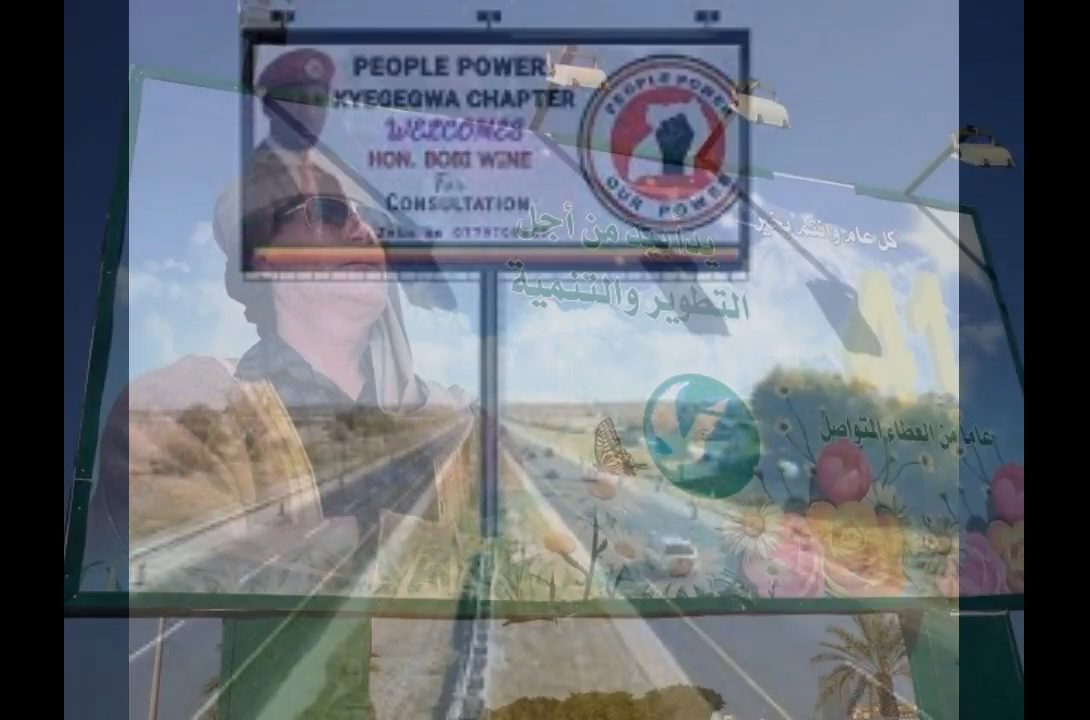 PEOPLE POWER
KYEGEGWA CHAPTER
WELCOMES
HON. BOBI WINE
For
CONSULTATION
PEOPLE POWER
OUR POWER
كل عام وانتم بخير
يدا بيد من أجل
التطوير والتنمية
41
عاما من العطاء المتواصل